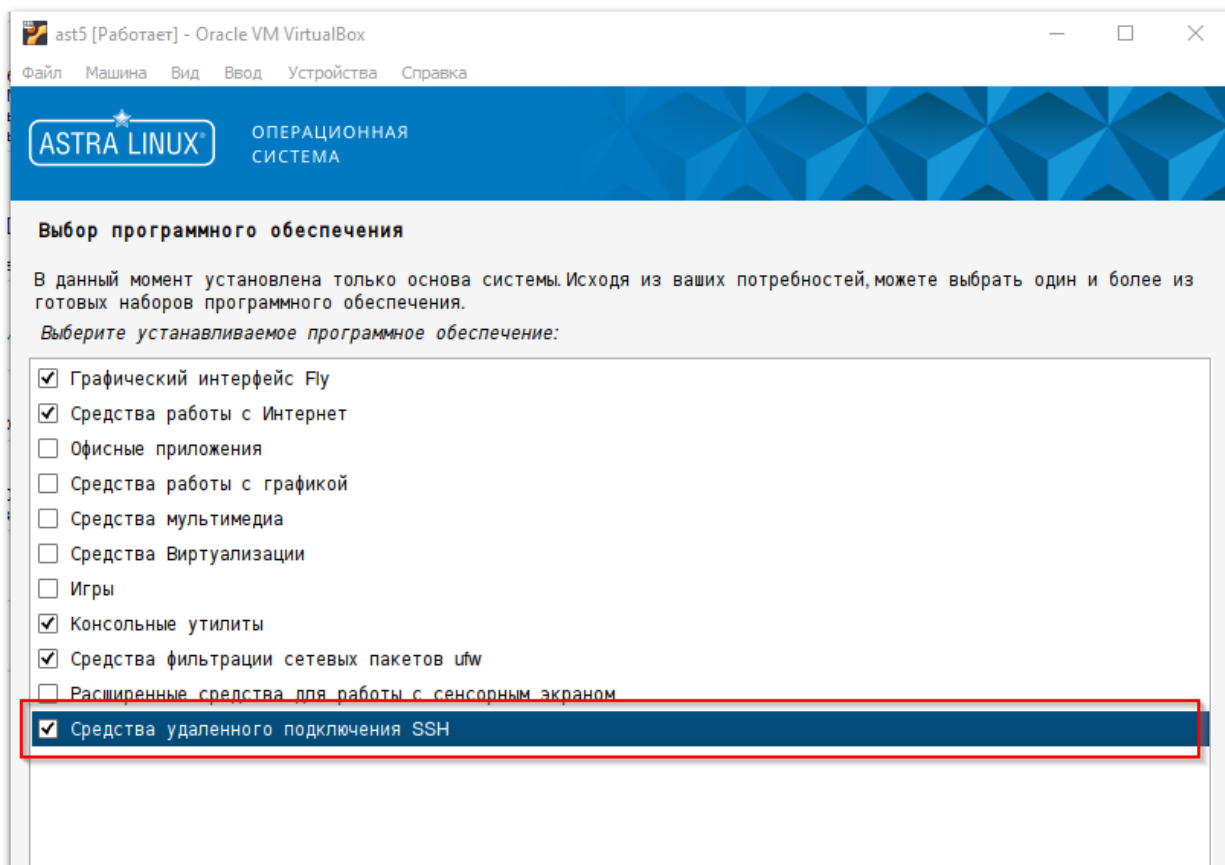 ast5 [Работает] - Oracle VM VirtualBox
Файл Машина Вид Ввод Устройства Справка
ASTRA LINUX®
ОПЕРАЦИОННАЯ
СИСТЕМА
Выбор программного обеспечения
В данный момент установлена только основа системы. Исходя из ваших потребностей, можете выбрать один и более из
готовых наборов программного обеспечения.
Выберите устанавливаемое программное обеспечение:
Графический интерфейс Fly
Средства работы с Интернет
Офисные приложения
Средства работы с графикой
Средства мультимедиа
Средства Виртуализации
Игры
Консольные утилиты
Средства фильтрации сетевых пакетов ufw
Расширенные средства для работы с сенсорным экраном
Средства удаленного подключения SSH